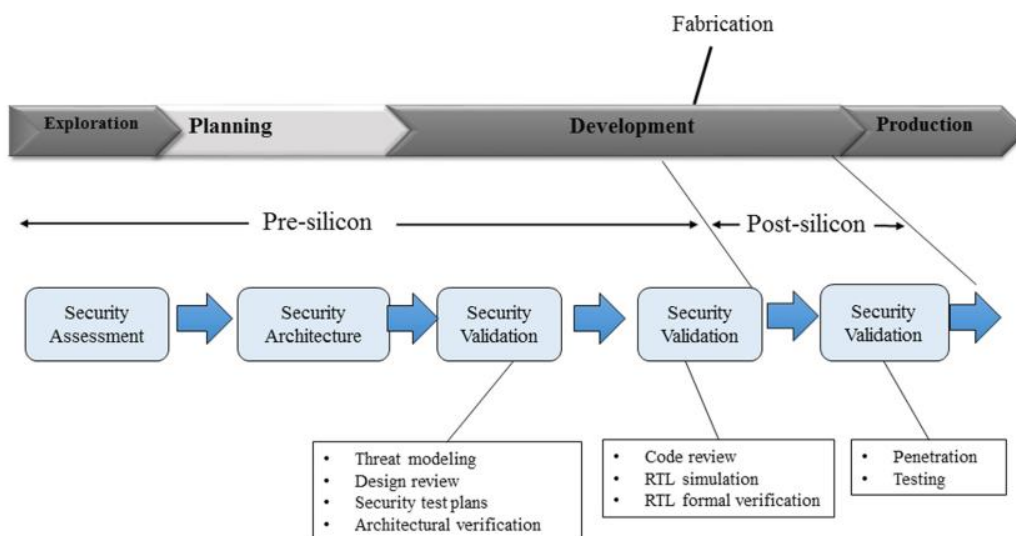 Fabrication
Exploration
Planning
Development
Production
Pre-silicon
Post-silicon
Security
Assessment
Security
Architecture
Security
Validation
Security
Validation
Security
Validation
• Threat modeling
• Design review
• Security test plans
• Architectural verification
• Code review
• RTL simulation
• RTL formal verification
• Penetration
• Testing